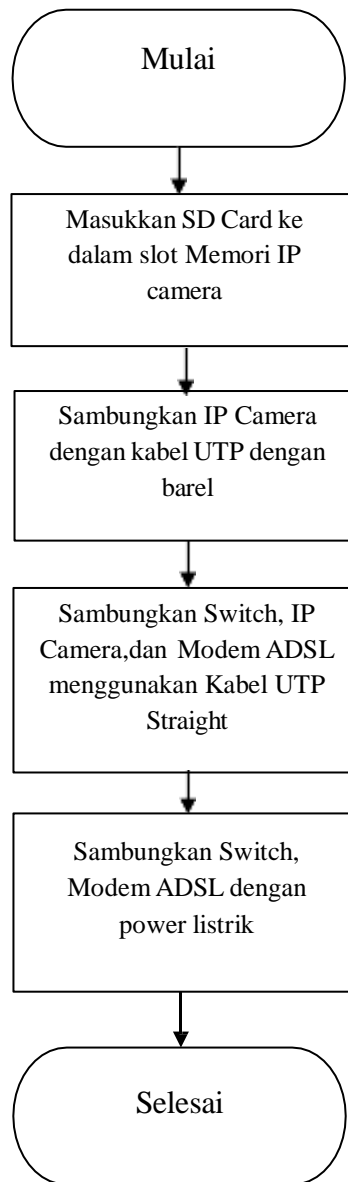 Mulai
Masukkan SD Card ke
dalam slot Memori IP
camera
Sambungkan IP Camera
dengan kabel UTP dengan
barel
Sambungkan Switch, IP
Camera,dan Modem ADSL
menggunakan Kabel UTP
Straight
Sambungkan Switch,
Modem ADSL dengan
power listrik
Selesai